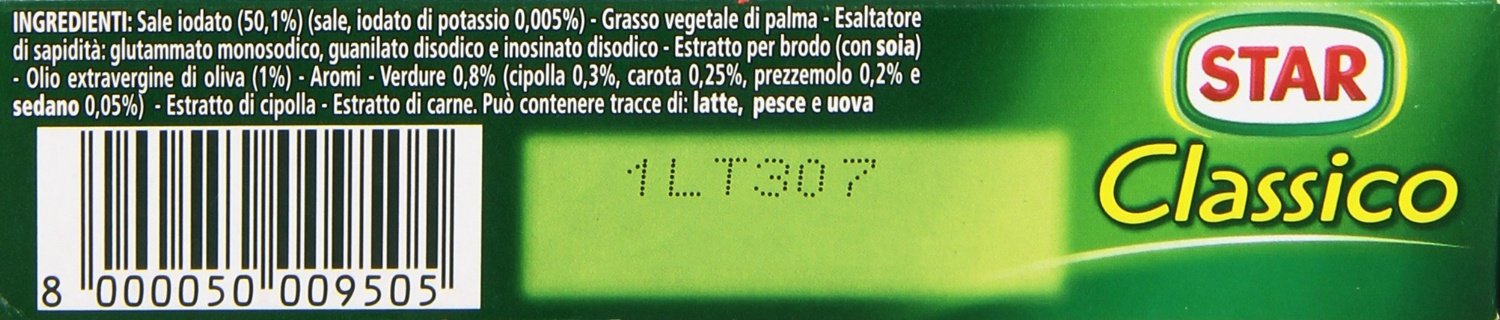 INGREDIENTI: Sale iodato (50,1%) (sale, iodato di potassio 0,005%) - Grasso vegetale di palma - Esaltatore
di sapidità: glutammato monosodico, guanilato disodico e inosinato disodico - Estratto per brodo (con soia)
- Olio extravergine di oliva (1%) - Aromi - Verdure 0,8% (cipolla 0,3%, carota 0,25%, prezzemolo 0,2% e
sedano 0,05%) - Estratto di cipolla - Estratto di carne. Può contenere tracce di: latte, pesce e uova
8 000050 009505
1LT307
STAR
Classico